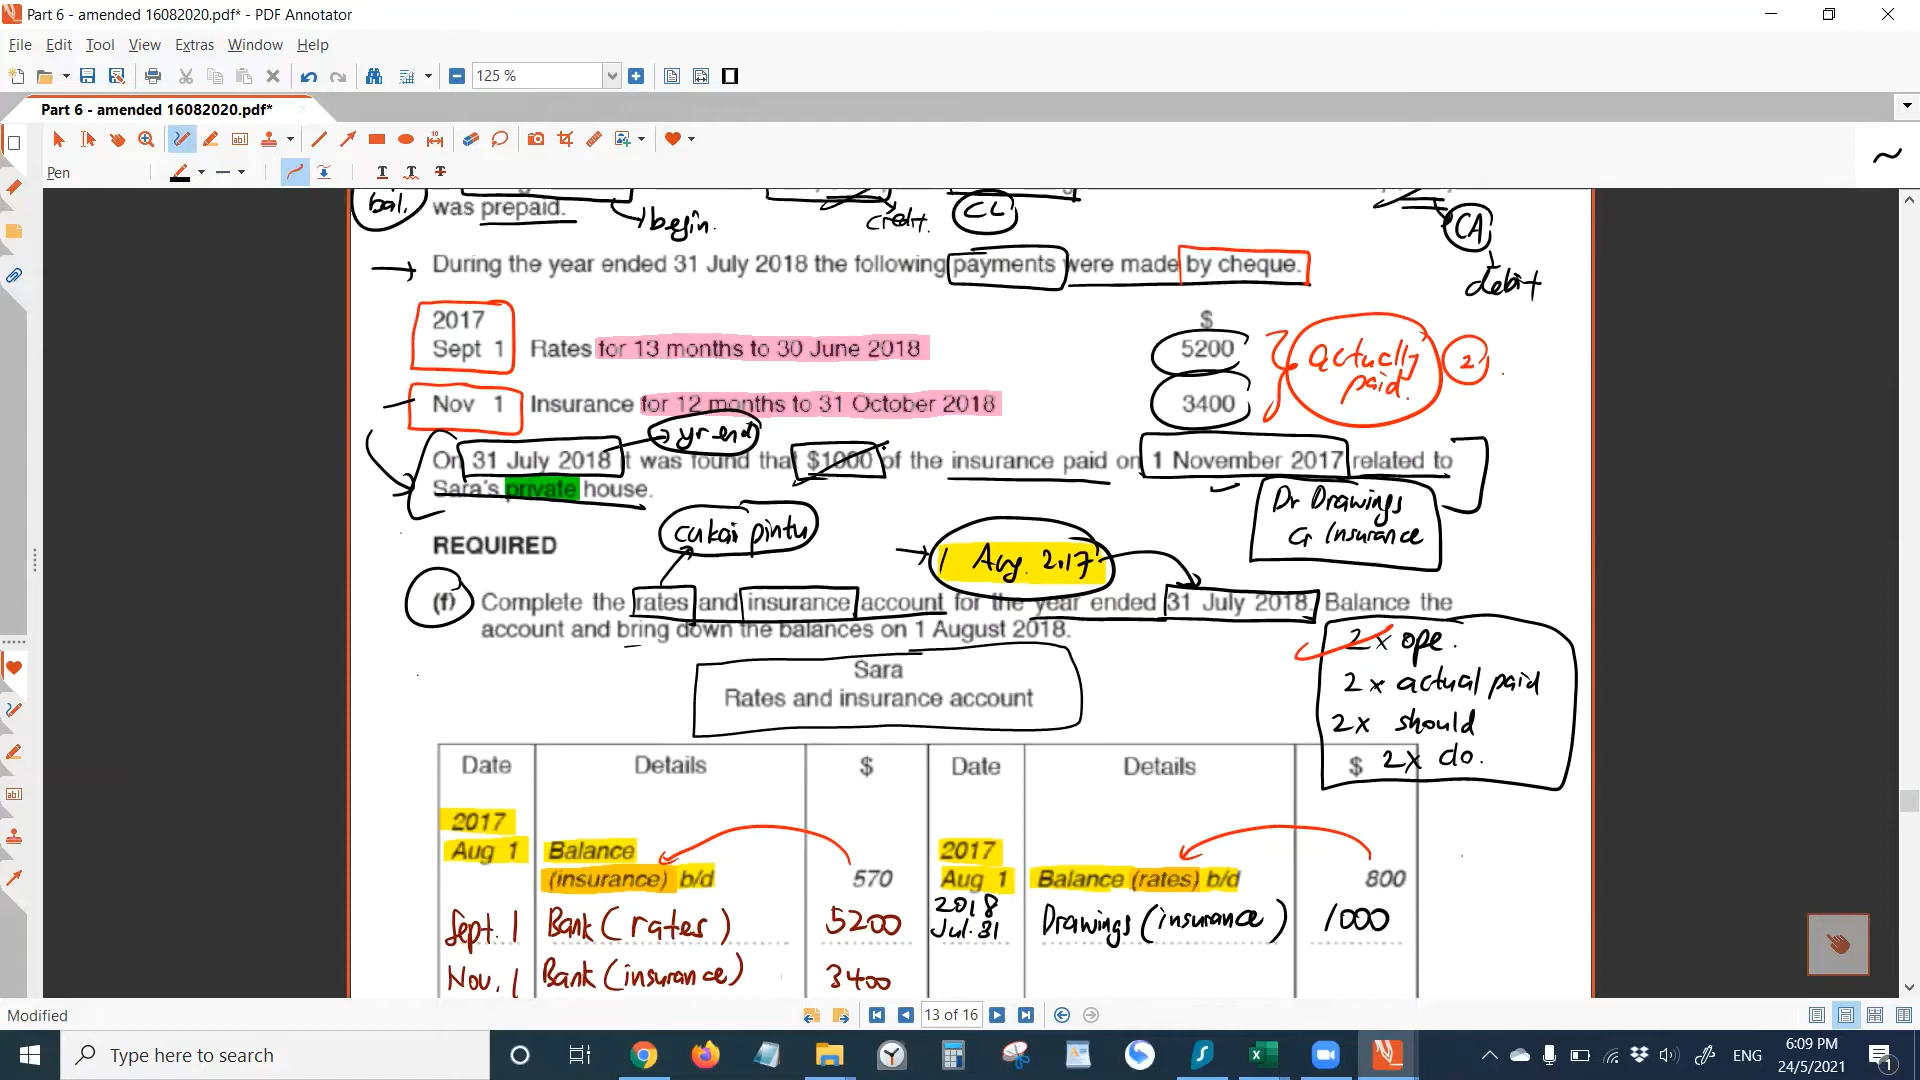 Part 6 - amended 16082020.pdf* - PDF Annotator
File Edit Tool View Extras Window Help
125 %
Part 6 - amended 16082020.pdf*
Pen
bal.
was prepaid.
begin.
credit.
CL
CA
debit
During the year ended 31 July 2018 the following payments were made by cheque.
2017
$
Sept 1 Rates for 13 months to 30 June 2018 5200
actually paid. 2
Nov 1 Insurance for 12 months to 31 October 2018 3400
yr end
On 31 July 2018 it was found that $1000 of the insurance paid on 1 November 2017 related to
Sara's private house.
Dr Drawings
Cr Insurance
cukai pintu
REQUIRED
1 Aug. 2017
(f) Complete the rates and insurance account for the year ended 31 July 2018. Balance the
account and bring down the balances on 1 August 2018.
2 x ope.
2 x actual paid
2x should
2x do.
Sara
Rates and insurance account
Date Details $ Date Details $
2017
Aug 1 Balance 2017
(insurance) b/d 570 Aug 1 Balance (rates) b/d 800
Sept. 1 Bank (rates) 5200 2018 Jul. 31 Drawings (insurance) 1000
Nov. 1 Bank (insurance) 3400
Modified
13 of 16
Type here to search
ENG
6:09 PM
24/5/2021
1